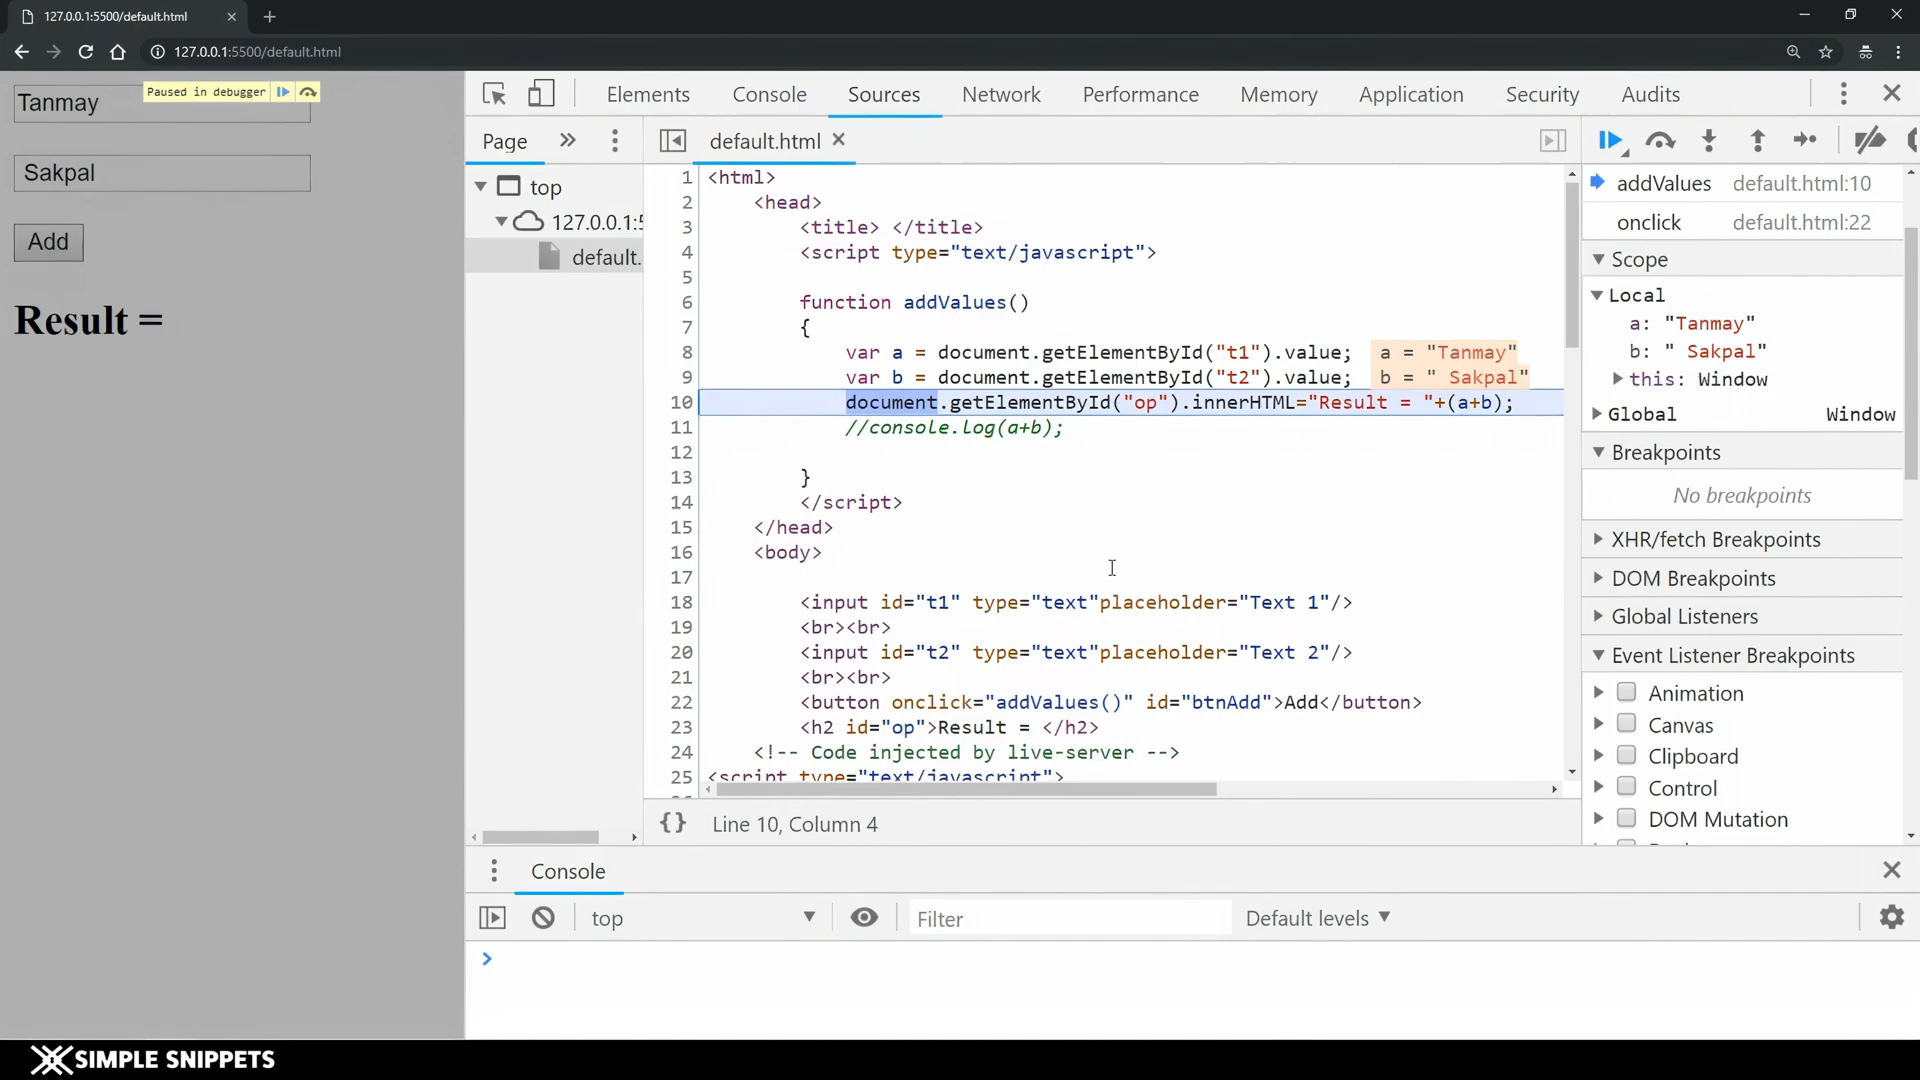 127.0.0.1:5500/default.html
127.0.0.1:5500/default.html
Tanmay
Paused in debugger
Sakpal
Add
Result =
Elements Console Sources Network Performance Memory Application Security Audits
Page
default.html
top
127.0.0.1:5
default.
1 <html>
2 <head>
3 <title> </title>
4 <script type="text/javascript">
5
6 function addValues()
7 {
8 var a = document.getElementById("t1").value; a = "Tanmay"
9 var b = document.getElementById("t2").value; b = " Sakpal"
10 document.getElementById("op").innerHTML="Result = "+(a+b);
11 //console.log(a+b);
12
13 }
14 </script>
15 </head>
16 <body>
17
18 <input id="t1" type="text"placeholder="Text 1"/>
19 <br><br>
20 <input id="t2" type="text"placeholder="Text 2"/>
21 <br><br>
22 <button onclick="addValues()" id="btnAdd">Add</button>
23 <h2 id="op">Result = </h2>
24 <!-- Code injected by live-server -->
25 <script type="text/javascript">
{} Line 10, Column 4
addValues default.html:10
onclick default.html:22
Scope
Local
a: "Tanmay"
b: " Sakpal"
this: Window
Global Window
Breakpoints
No breakpoints
XHR/fetch Breakpoints
DOM Breakpoints
Global Listeners
Event Listener Breakpoints
Animation
Canvas
Clipboard
Control
DOM Mutation
Console
top
Filter
Default levels
>
SIMPLE SNIPPETS